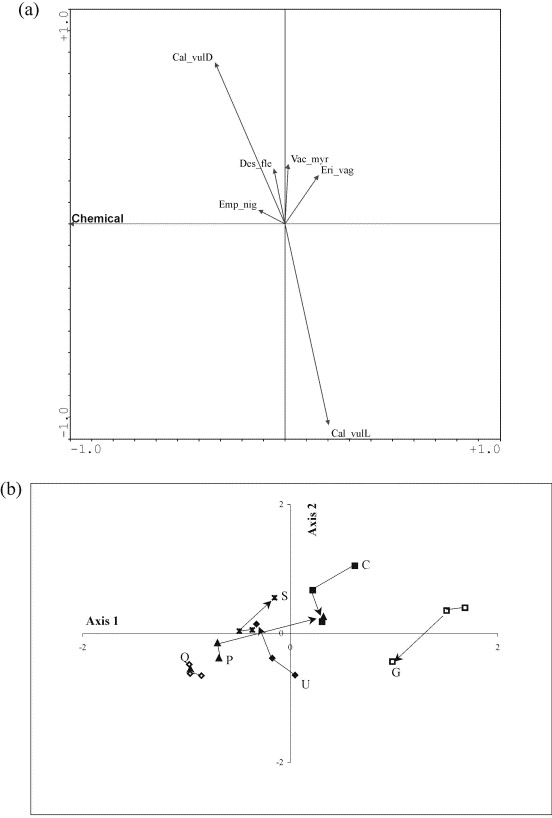 (a)
+1.0
Cal_vulD
Des_fle
Vac_myr
Eri_vag
Emp_nig
Chemical
Cal_vulL
-1.0
-1.0
+1.0
(b)
2
Axis 2
S
C
Axis 1
-2
0
0
2
Q
P
U
G
-2